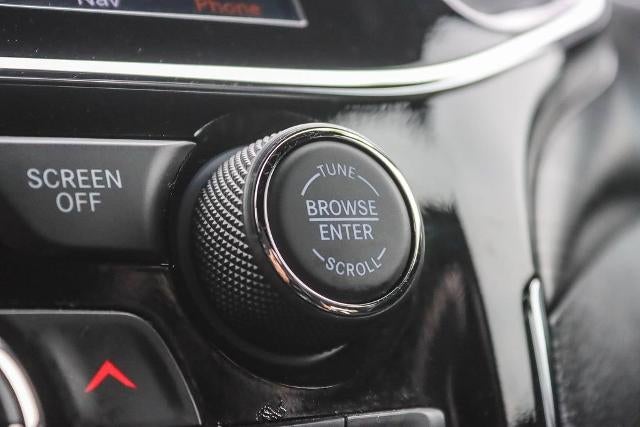 Nav Phone
SCREEN
OFF
TUNE
BROWSE
ENTER
SCROLL